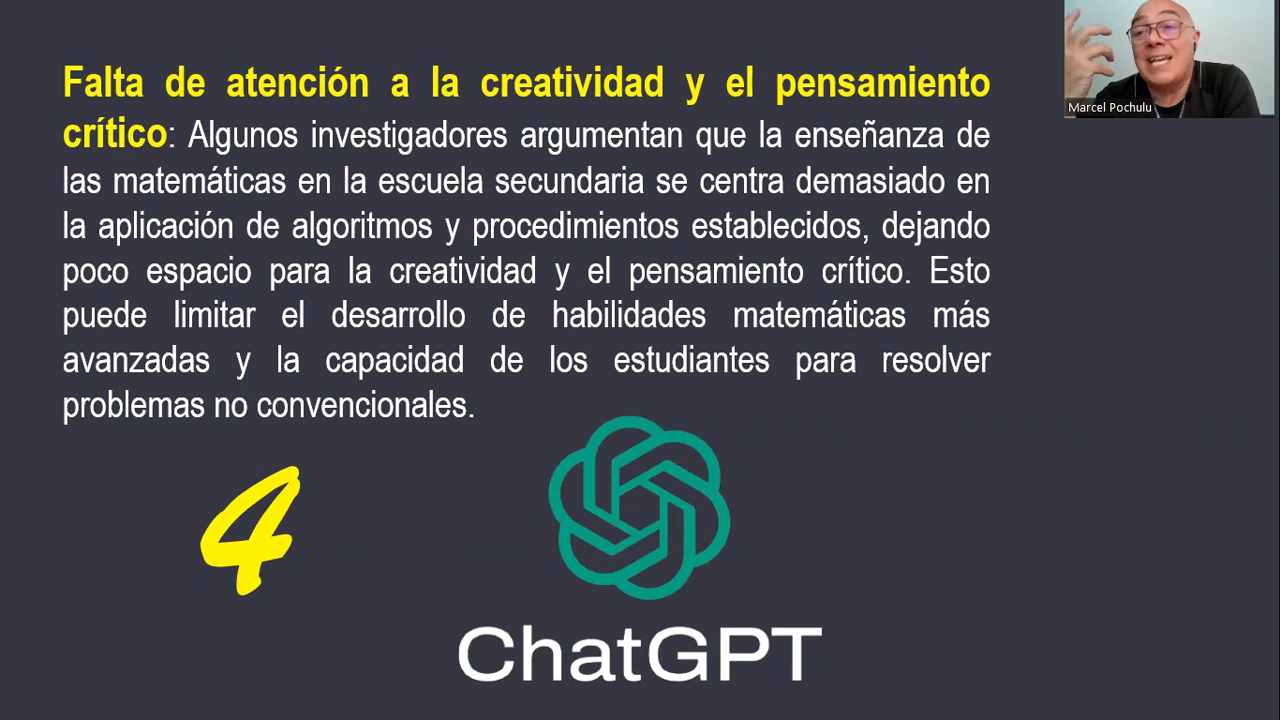 Falta de atención a la creatividad y el pensamiento
crítico: Algunos investigadores argumentan que la enseñanza de
las matemáticas en la escuela secundaria se centra demasiado en
la aplicación de algoritmos y procedimientos establecidos, dejando
poco espacio para la creatividad y el pensamiento crítico. Esto
puede limitar el desarrollo de habilidades matemáticas más
avanzadas y la capacidad de los estudiantes para resolver
problemas no convencionales.
Marcel Pochulu
4
ChatGPT